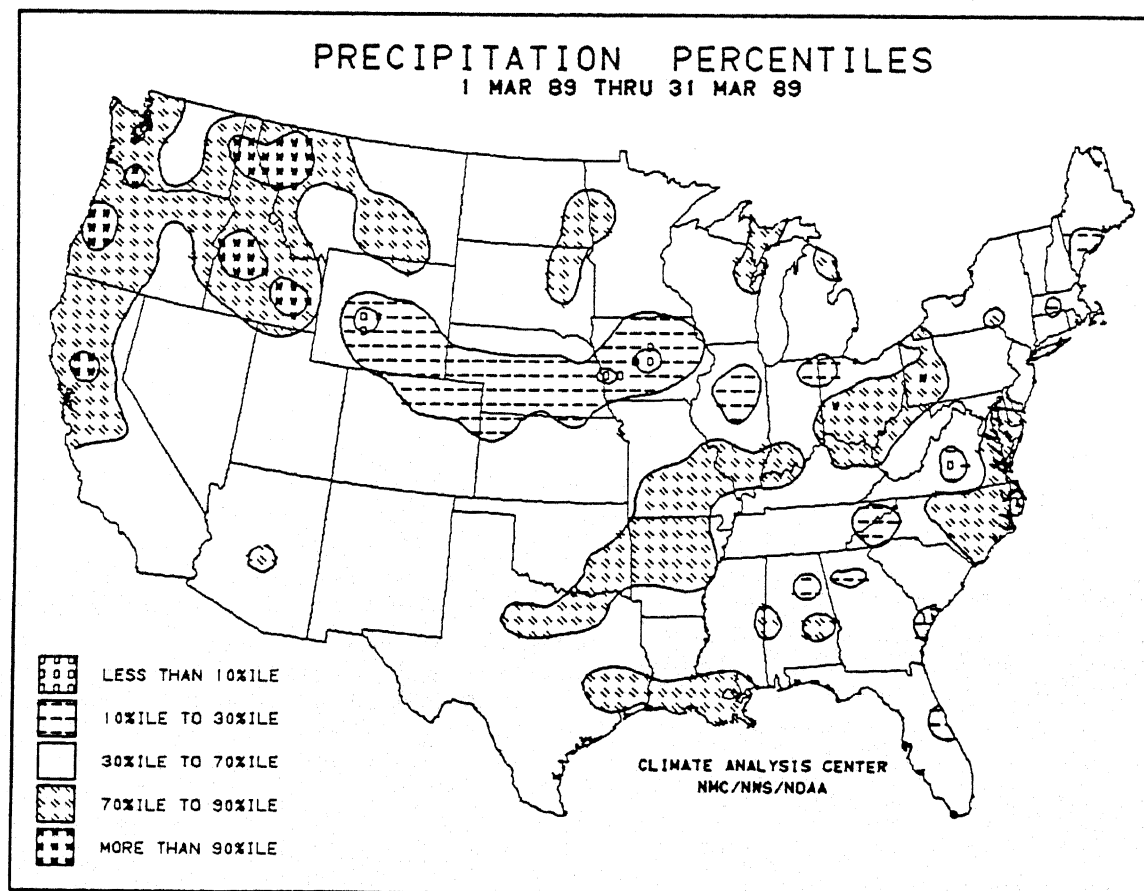 PRECIPITATION PERCENTILES
1 MAR 89 THRU 31 MAR 89
LESS THAN 10%ILE
10%ILE TO 30%ILE
30%ILE TO 70%ILE
70%ILE TO 90%ILE
MORE THAN 90%ILE
CLIMATE ANALYSIS CENTER
NMC/NWS/NOAA